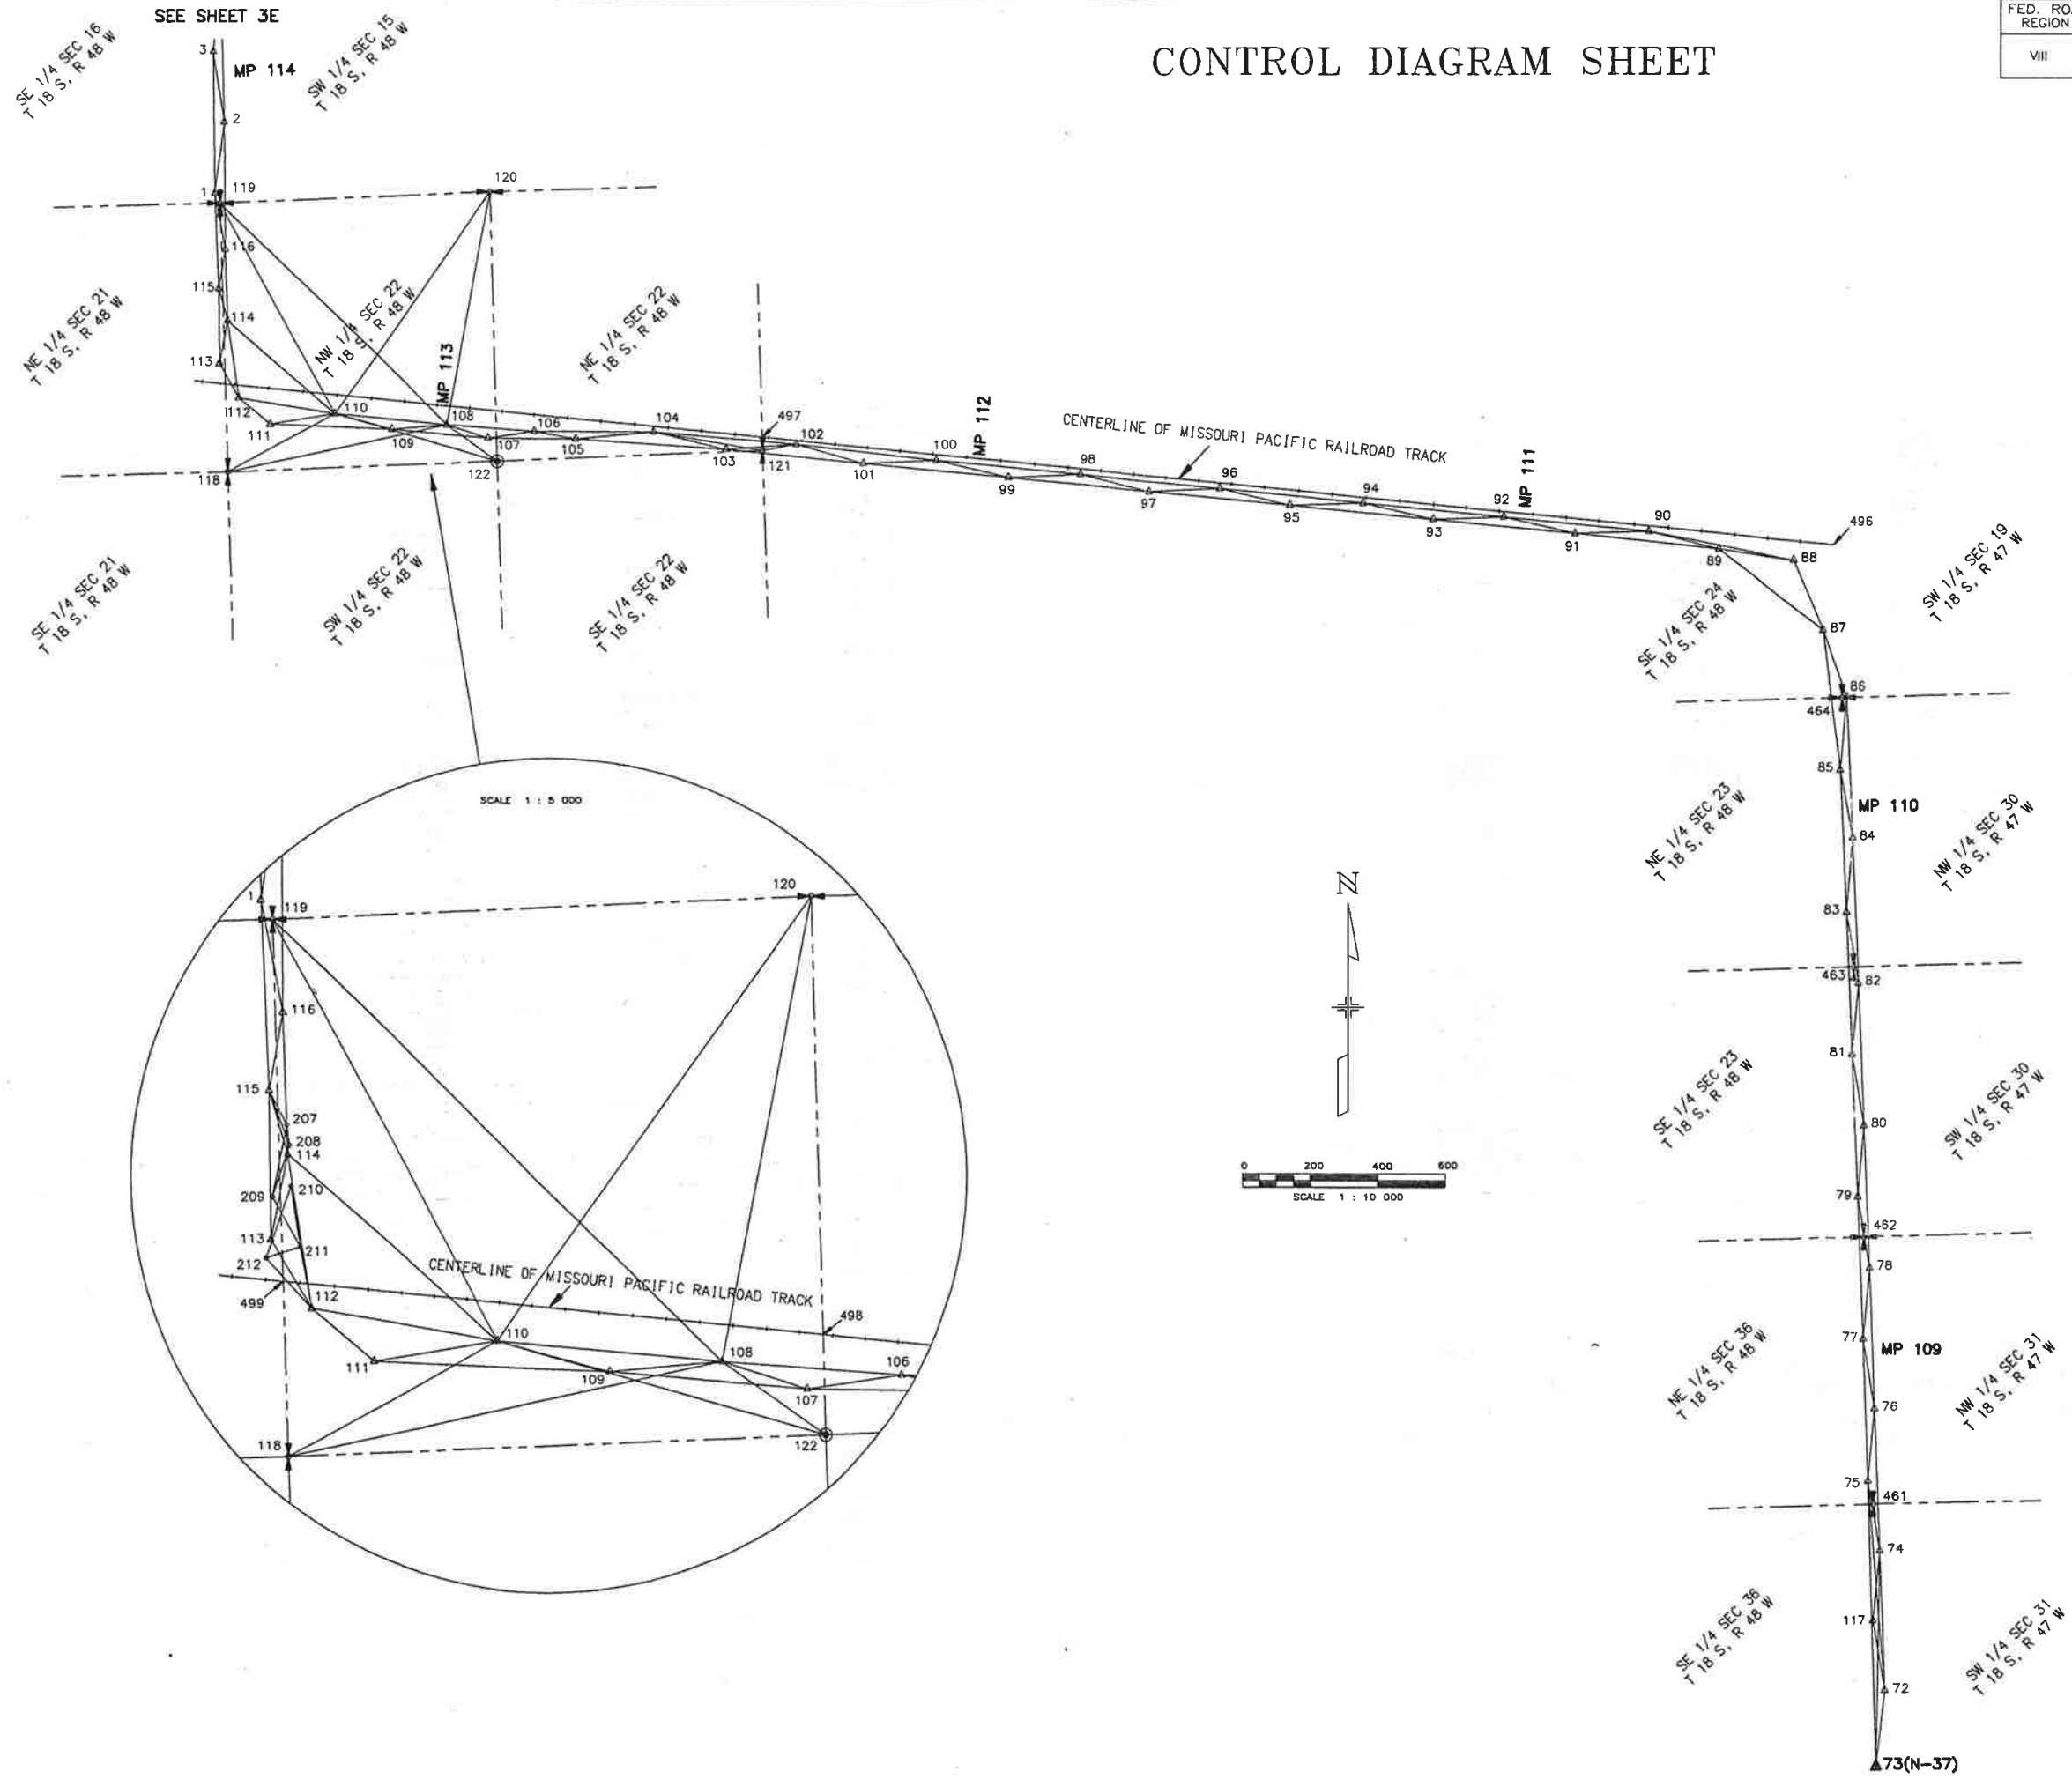 SEE SHEET 3E
CONTROL DIAGRAM SHEET
FED. RO
REGION
VIII
SE 1/4 SEC 16
T 18 S, R 48 W
SW 1/4 SEC 15
T 18 S, R 48 W
3
MP 114
2
1
119
120
116
115
114
113
NE 1/4 SEC 21
T 18 S, R 48 W
NW 1/4 SEC 22
T 18 S, R 48 W
NE 1/4 SEC 22
T 18 S, R 48 W
MP 113
112
111
110
109
108
107
106
105
104
103
497
102
121
101
100
MP 112
99
98
97
96
95
94
93
92
MP 111
91
90
89
88
496
118
122
CENTERLINE OF MISSOURI PACIFIC RAILROAD TRACK
SE 1/4 SEC 21
T 18 S, R 48 W
SW 1/4 SEC 22
T 18 S, R 48 W
SE 1/4 SEC 22
T 18 S, R 48 W
SE 1/4 SEC 24
T 18 S, R 48 W
SW 1/4 SEC 19
T 18 S, R 47 W
87
86
464
85
MP 110
84
NE 1/4 SEC 23
T 18 S, R 48 W
NW 1/4 SEC 30
T 18 S, R 47 W
83
463
82
81
SE 1/4 SEC 23
T 18 S, R 48 W
SW 1/4 SEC 30
T 18 S, R 47 W
80
79
462
78
77
MP 109
NE 1/4 SEC 36
T 18 S, R 48 W
NW 1/4 SEC 31
T 18 S, R 47 W
76
75
461
74
117
SE 1/4 SEC 36
T 18 S, R 48 W
SW 1/4 SEC 31
T 18 S, R 47 W
72
73(N-37)
SCALE 1 : 5 000
1
119
120
116
115
207
208
114
209
210
113
211
212
499
112
CENTERLINE OF MISSOURI PACIFIC RAILROAD TRACK
498
110
111
109
108
107
106
118
122
N
0 200 400 600
SCALE 1 : 10 000